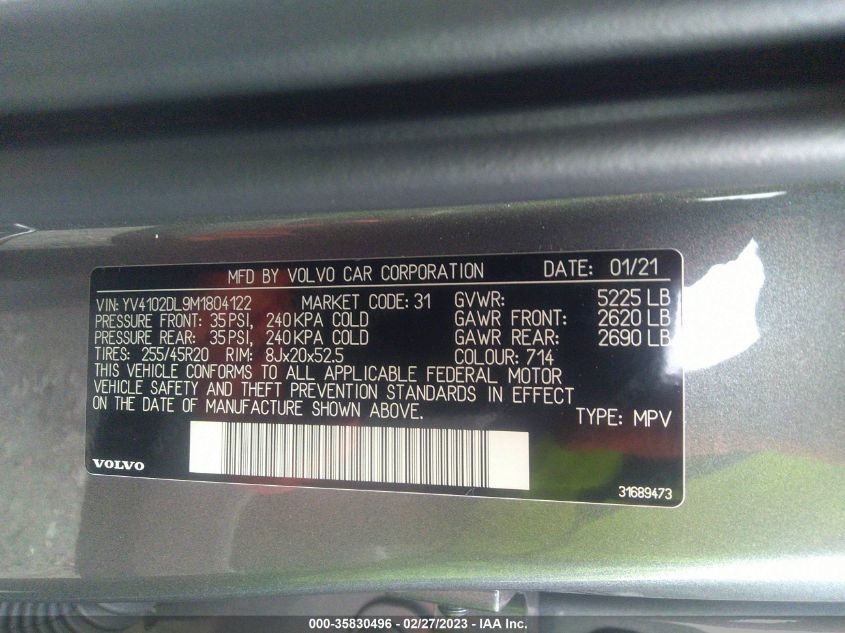 MFD BY VOLVO CAR CORPORATION DATE: 01/21
VIN: YV4102DL9M1804122 MARKET CODE: 31 GVWR: 5225 LB
PRESSURE FRONT: 35 PSI, 240 KPA COLD GAWR FRONT: 2620 LB
PRESSURE REAR: 35 PSI, 240 KPA COLD GAWR REAR: 2690 LB
TIRES: 255/45R20 RIM: 8Jx20x52.5 COLOUR: 714
THIS VEHICLE CONFORMS TO ALL APPLICABLE FEDERAL MOTOR
VEHICLE SAFETY AND THEFT PREVENTION STANDARDS IN EFFECT
ON THE DATE OF MANUFACTURE SHOWN ABOVE.
TYPE: MPV
VOLVO
31689473
000-35830496 - 02/27/2023 - IAA Inc.